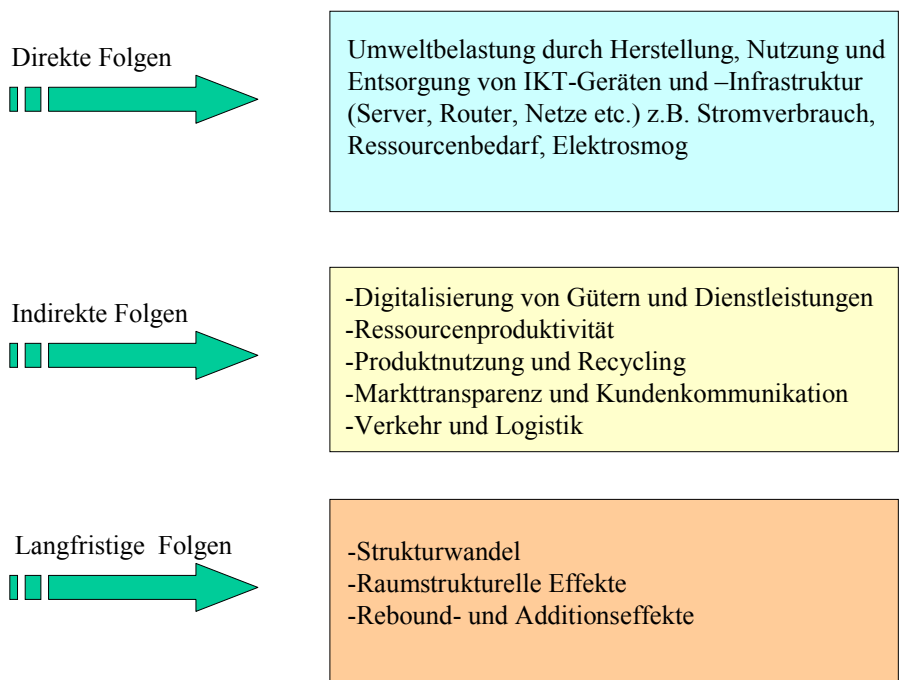 Direkte Folgen
Umweltbelastung durch Herstellung, Nutzung und
Entsorgung von IKT-Geräten und –Infrastruktur
(Server, Router, Netze etc.) z.B. Stromverbrauch,
Ressourcenbedarf, Elektrosmog
Indirekte Folgen
-Digitalisierung von Gütern und Dienstleistungen
-Ressourcenproduktivität
-Produktnutzung und Recycling
-Markttransparenz und Kundenkommunikation
-Verkehr und Logistik
Langfristige Folgen
-Strukturwandel
-Raumstrukturelle Effekte
-Rebound- und Additionseffekte